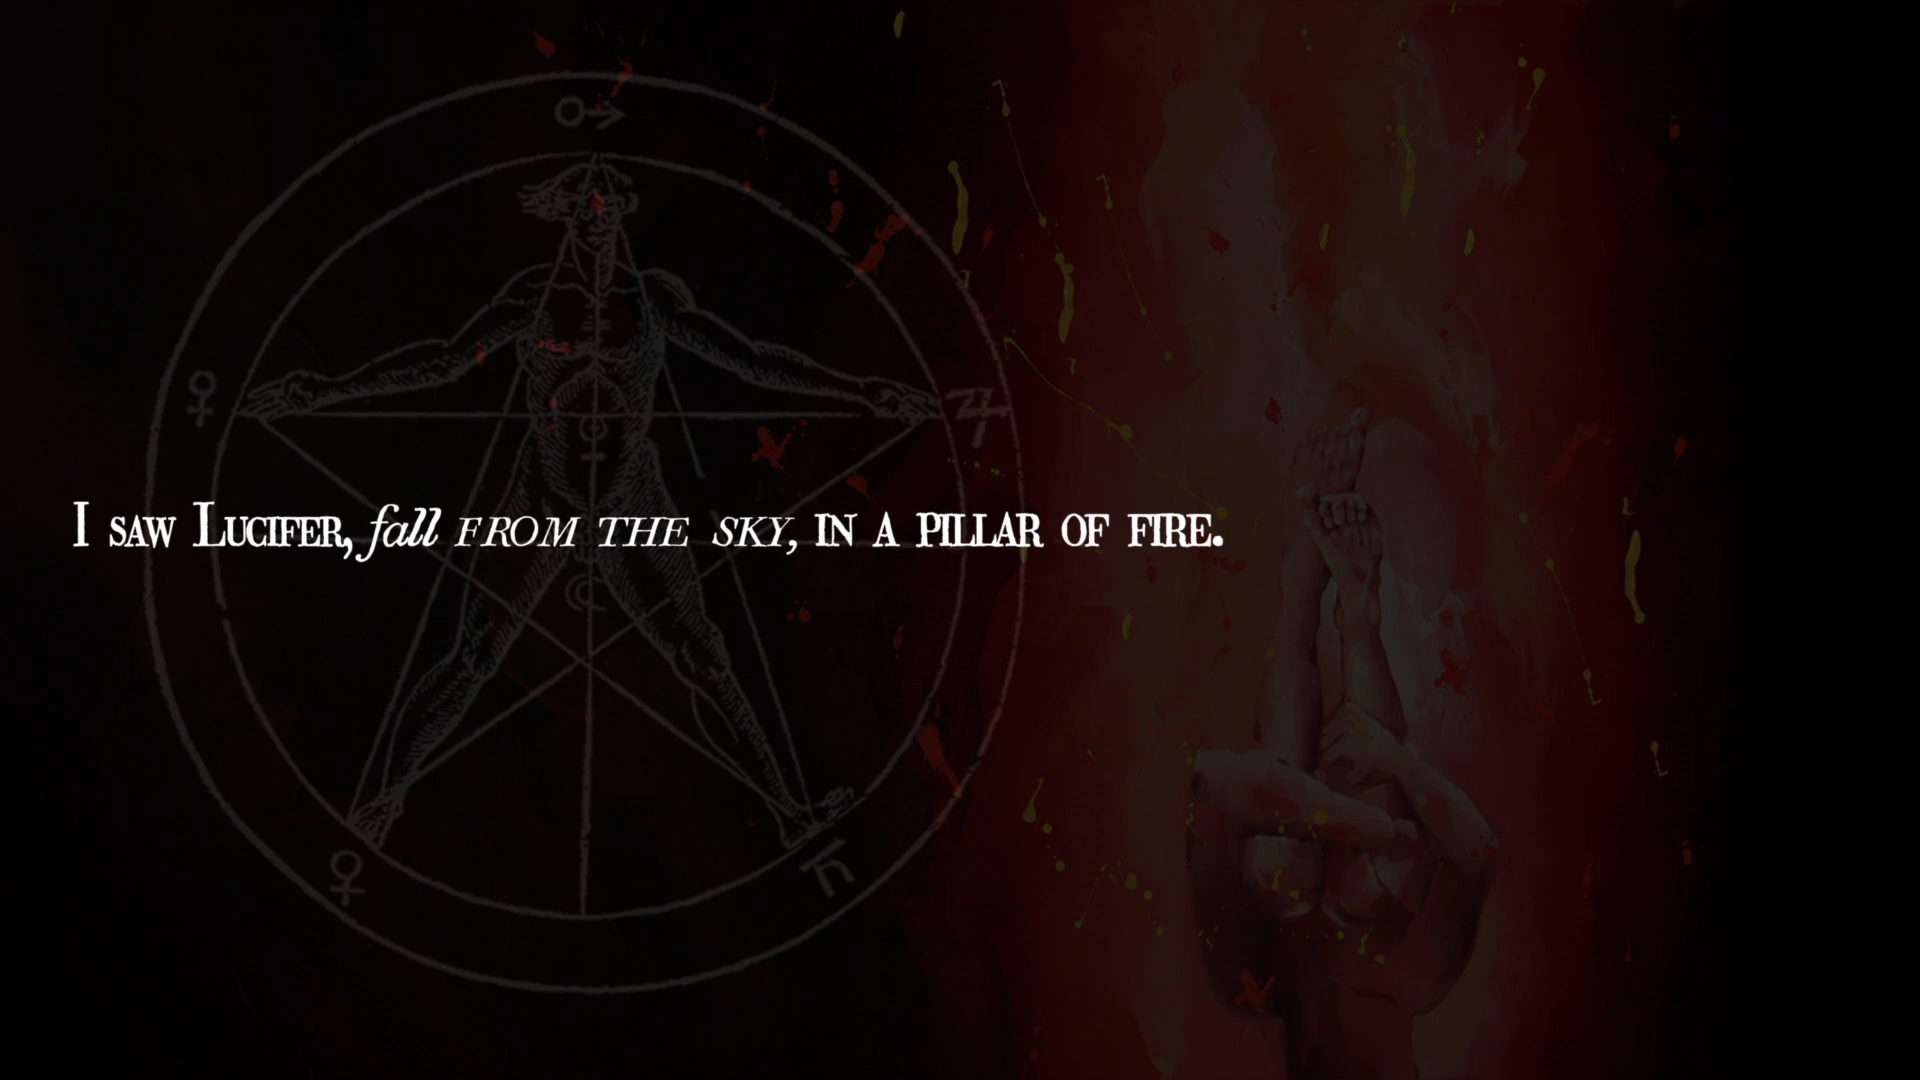 I saw Lucifer, fall from the sky, in a pillar of fire.